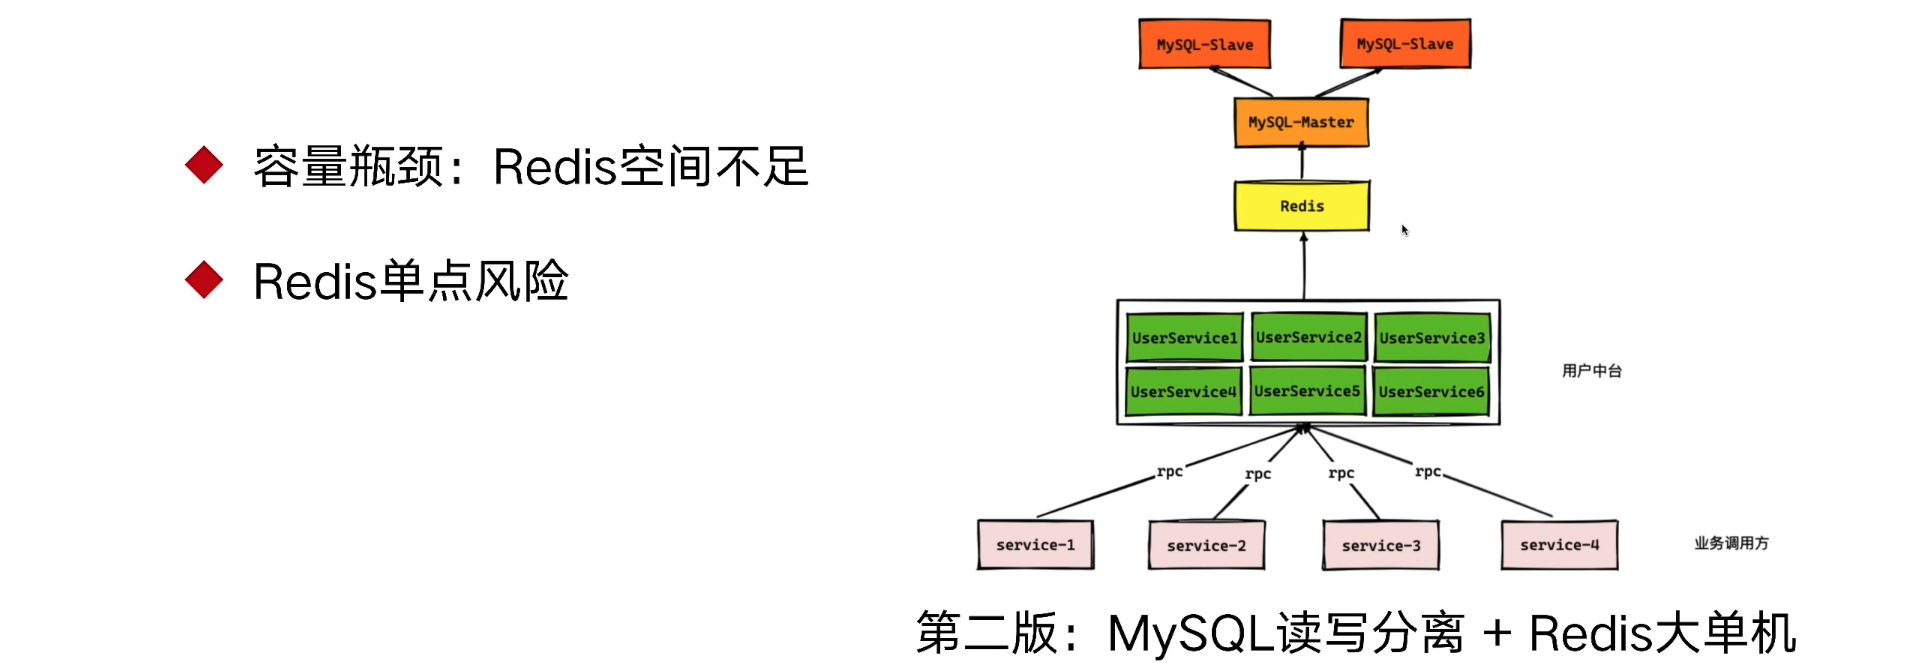 容量瓶颈：Redis空间不足
Redis单点风险
MySQL-Slave MySQL-Slave
MySQL-Master
Redis
UserService1 UserService2 UserService3
UserService4 UserService5 UserService6
用户中台
rpc rpc rpc rpc
service-1 service-2 service-3 service-4
业务调用方
第二版：MySQL读写分离 + Redis大单机